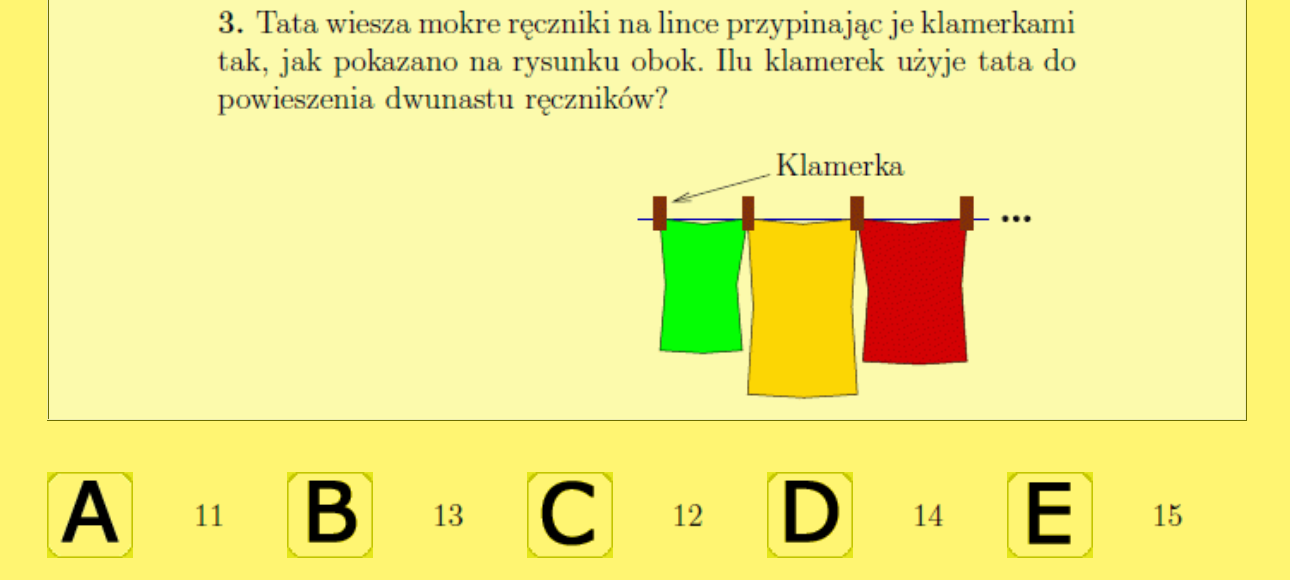 3. Tata wiesza mokre ręczniki na lince przypinając je klamerkami
tak, jak pokazano na rysunku obok. Ilu klamerek użyje tata do
powieszenia dwunastu ręczników?
Klamerka
...
A 11 B 13 C 12 D 14 E 15